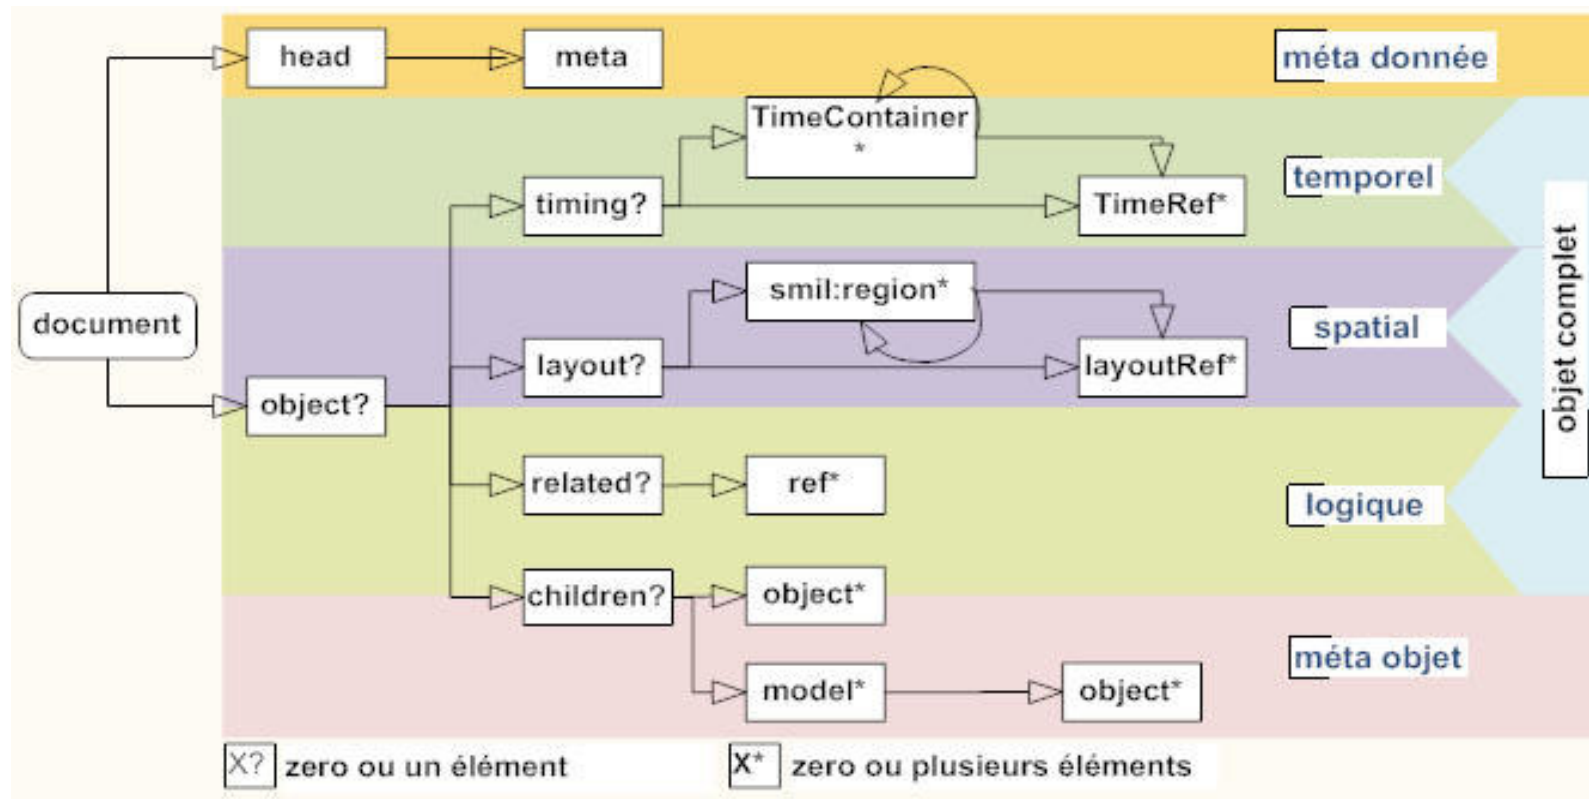 head
meta
méta donnée
TimeContainer
*
timing?
TimeRef*
temporel
smil:region*
document
layout?
layoutRef*
spatial
object?
objet complet
related?
ref*
logique
children?
object*
model*
object*
méta objet
X? zero ou un élément
X* zero ou plusieurs éléments